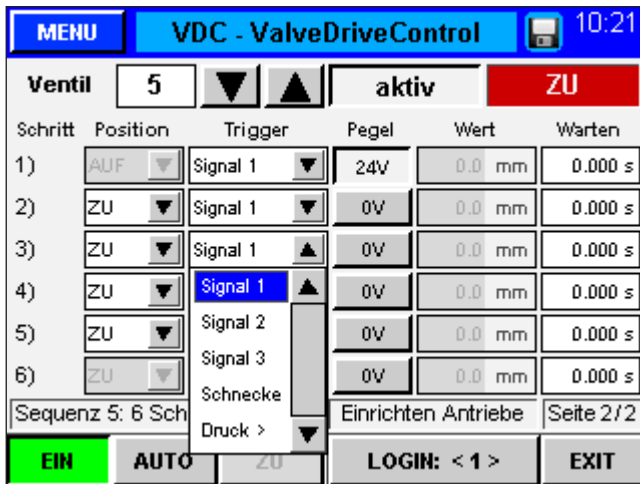 MENU VDC - ValveDriveControl 10:21
Ventil 5 aktiv ZU
Schritt Position Trigger Pegel Wert Warten
1) AUF Signal 1 24V 0.0 mm 0.000 s
2) ZU Signal 1 0V 0.0 mm 0.000 s
3) ZU Signal 1 0V 0.0 mm 0.000 s
4) ZU Signal 1 0V 0.0 mm 0.000 s
Signal 2
5) ZU 0V 0.0 mm 0.000 s
Signal 3
6) ZU Schnecke 0V 0.0 mm 0.000 s
Sequenz 5: 6 Sch Druck > Einrichten Antriebe Seite 2/2
EIN AUTO ZU LOGIN: < 1 > EXIT